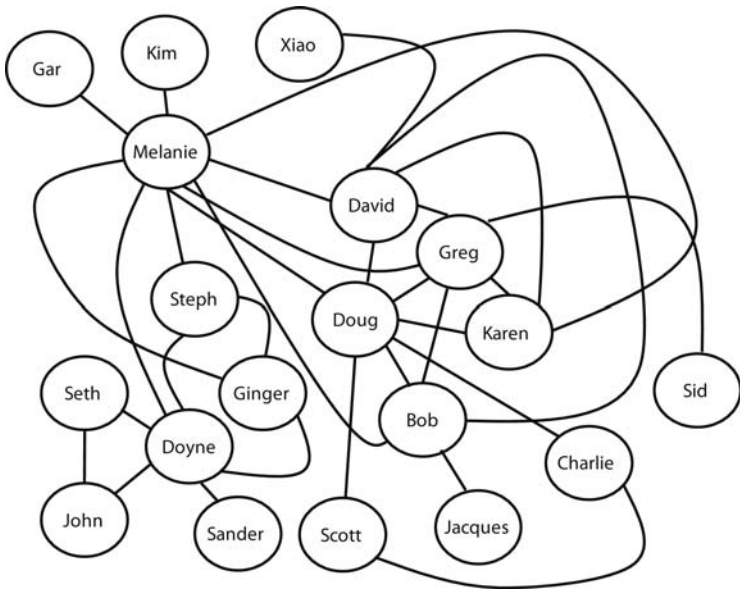 Xiao
Kim
Gar
Melanie
David
Greg
Steph
Doug
Karen
Seth
Ginger
Sid
Bob
Doyne
Charlie
John
Sander
Scott
Jacques